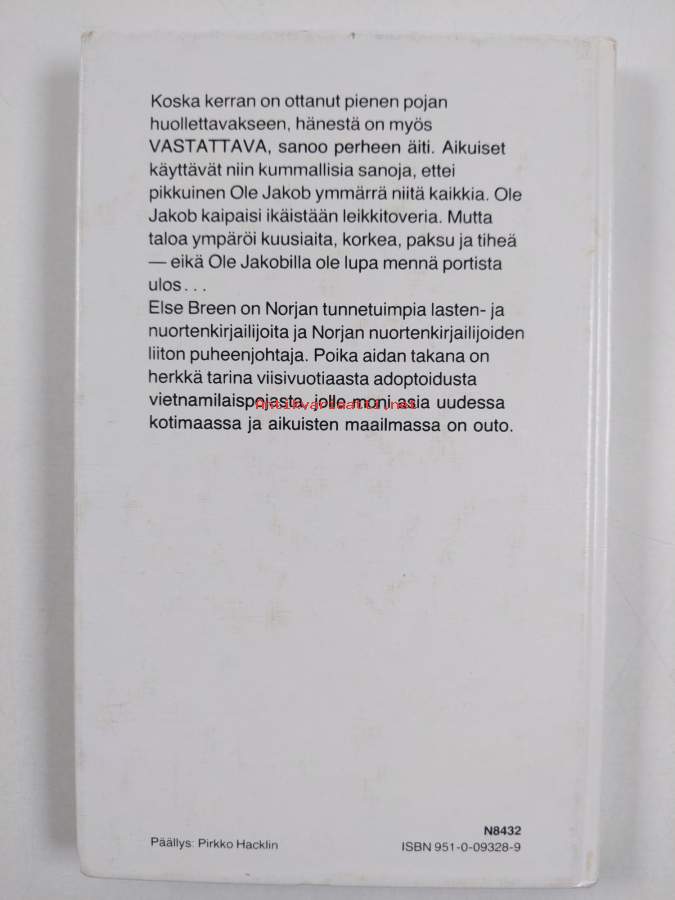 Koska kerran on ottanut pienen pojan
huollettavakseen, hänestä on myös
VASTATTAVA, sanoo perheen äiti. Aikuiset
käyttävät niin kummallisia sanoja, ettei
pikkuinen Ole Jakob ymmärrä niitä kaikkia. Ole
Jakob kaipaisi ikäistään leikkitoveria. Mutta
taloa ympäröi kuusiaita, korkea, paksu ja tiheä
— eikä Ole Jakobilla ole lupa mennä portista
ulos...
Else Breen on Norjan tunnetuimpia lasten- ja
nuortenkirjailijoita ja Norjan nuortenkirjailijoiden
liiton puheenjohtaja. Poika aidan takana on
herkkä tarina viisivuotiaasta adoptoidusta
vietnamilaispojasta, jolle moni asia uudessa
Antikvariaatti.net
kotimaassa ja aikuisten maailmassa on outo.
N8432
Päällys: Pirkko Hacklin
ISBN 951-0-09328-9